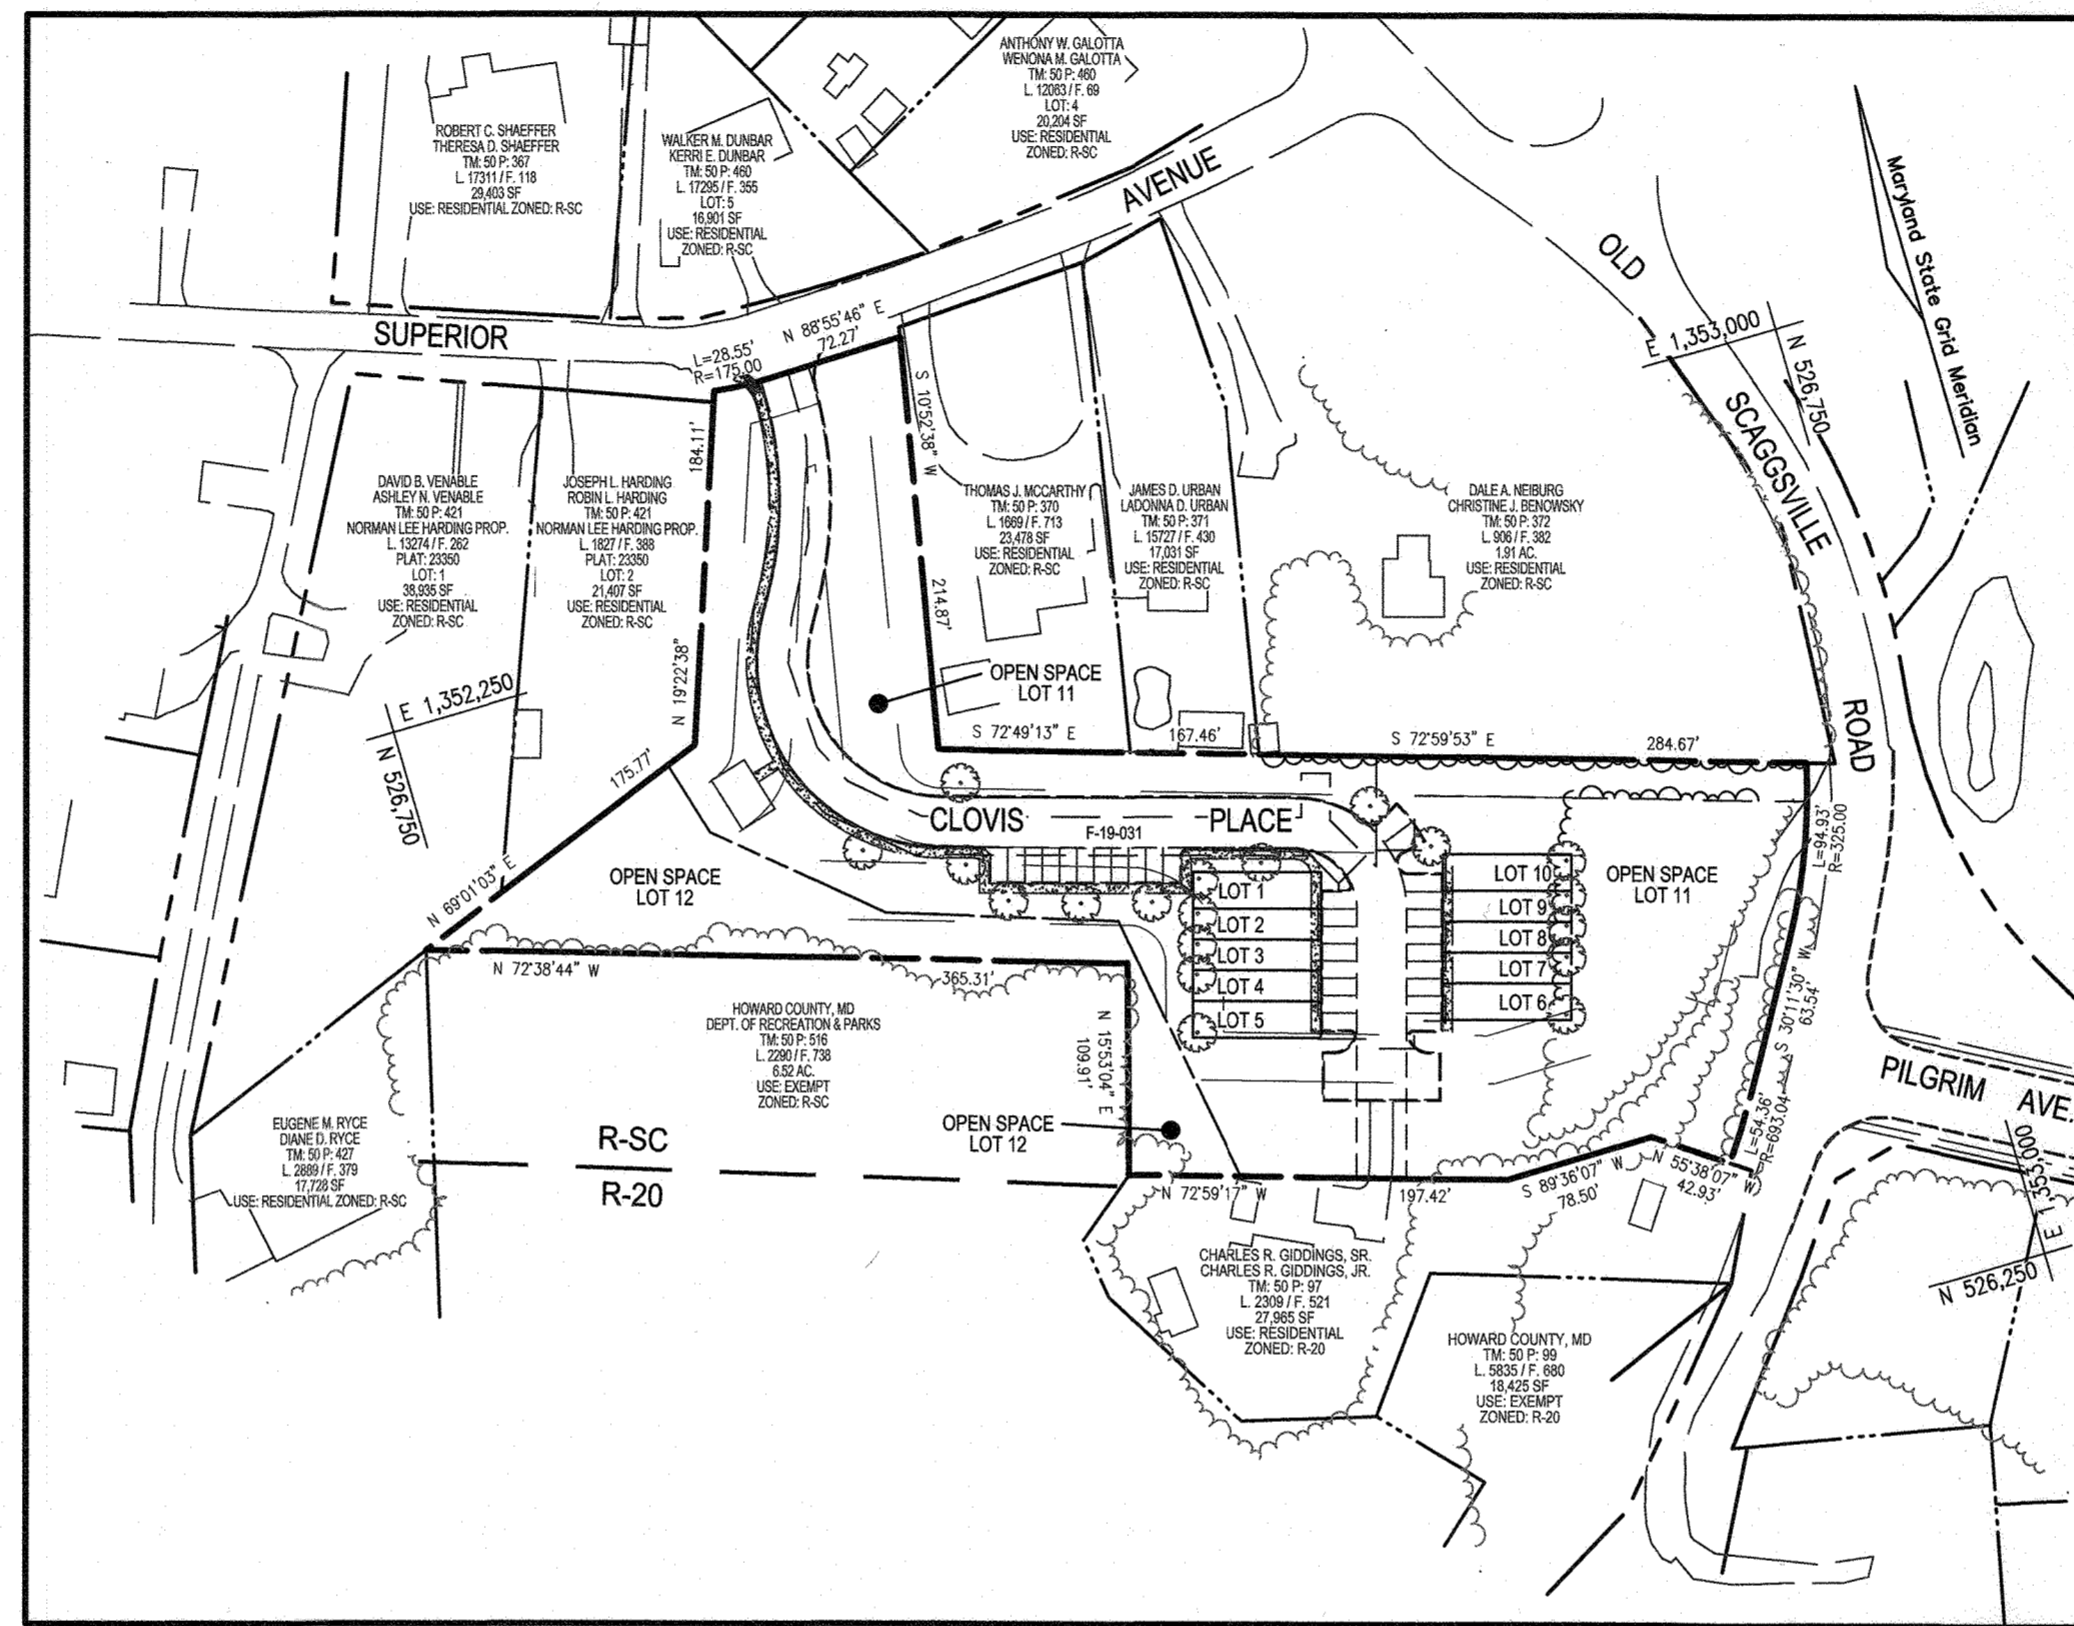 ANTHONY W. GALOTTA
WENONA M. GALOTTA
TM: 50 P: 460
L. 12063 / F. 69
LOT: 4
20,204 SF
USE: RESIDENTIAL
ZONED: R-SC
ROBERT C. SHAEFFER
THERESA D. SHAEFFER
TM: 50 P: 367
L. 17311 / F. 118
29,403 SF
USE: RESIDENTIAL ZONED: R-SC
WALKER M. DUNBAR
KERRI E. DUNBAR
TM: 50 P: 460
L. 17295 / F. 355
LOT: 5
16,901 SF
USE: RESIDENTIAL
ZONED: R-SC
SUPERIOR
AVENUE
OLD
SCAGGSVILLE
ROAD
Maryland State Grid Meridian
E 1,353,000
N 526,750
L=28.55'
R=175.00
N 88°55'46" E
72.27'
184.11'
N 19°22'38"
S 10°52'38" W
214.87'
DAVID B. VENABLE
ASHLEY N. VENABLE
TM: 50 P: 421
NORMAN LEE HARDING PROP.
L. 13274 / F. 262
PLAT: 23350
LOT: 1
38,935 SF
USE: RESIDENTIAL
ZONED: R-SC
JOSEPH L. HARDING
ROBIN L. HARDING
TM: 50 P: 421
NORMAN LEE HARDING PROP.
L. 1827 / F. 388
PLAT: 23350
LOT: 2
21,407 SF
USE: RESIDENTIAL
ZONED: R-SC
THOMAS J. MCCARTHY
TM: 50 P: 370
L. 1669 / F. 713
23,478 SF
USE: RESIDENTIAL
ZONED: R-SC
JAMES D. URBAN
LADONNA D. URBAN
TM: 50 P: 371
L. 15727 / F. 430
17,031 SF
USE: RESIDENTIAL
ZONED: R-SC
DALE A. NEIBURG
CHRISTINE J. BENOWSKY
TM: 50 P: 372
L. 906 / F. 382
1.91 AC.
USE: RESIDENTIAL
ZONED: R-SC
OPEN SPACE
LOT 11
E 1,352,250
N 526,750
S 72°49'13" E
167.46'
S 72°59'53" E
284.67'
175.77'
N 69°01'03" E
CLOVIS PLACE
F-19-031
L=94.93'
R=325.00
OPEN SPACE
LOT 12
LOT 1
LOT 2
LOT 3
LOT 4
LOT 5
LOT 10
LOT 9
LOT 8
LOT 7
LOT 6
OPEN SPACE
LOT 11
N 72°38'44" W
365.31'
HOWARD COUNTY, MD
DEPT. OF RECREATION & PARKS
TM: 50 P: 516
L. 2290 / F. 738
6.52 AC.
USE: EXEMPT
ZONED: R-SC
N 15°53'04" E
109.91'
S 30°11'30" W
63.54'
L=54.36'
R=693.04
PILGRIM AVE.
OPEN SPACE
LOT 12
EUGENE M. RYCE
DIANE D. RYCE
TM: 50 P: 427
L. 2889 / F. 379
17,728 SF
USE: RESIDENTIAL ZONED: R-SC
R-SC
R-20
N 72°59'17" W
197.42'
S 89°36'07" W
78.50'
N 55°38'07" W
42.93'
E 1,353,000
N 526,250
CHARLES R. GIDDINGS, SR.
CHARLES R. GIDDINGS, JR.
TM: 50 P: 97
L. 2309 / F. 521
27,965 SF
USE: RESIDENTIAL
ZONED: R-20
HOWARD COUNTY, MD
TM: 50 P: 99
L. 5835 / F. 680
18,425 SF
USE: EXEMPT
ZONED: R-20